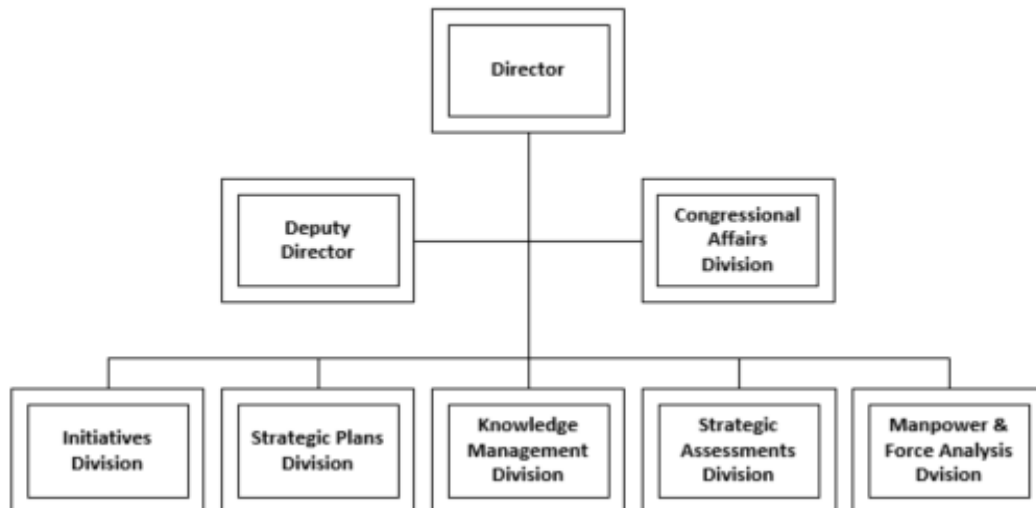 Director
Deputy
Director
Congressional
Affairs
Division
Initiatives
Division
Strategic Plans
Division
Knowledge
Management
Division
Strategic
Assessments
Division
Manpower &
Force Analysis
Dvision